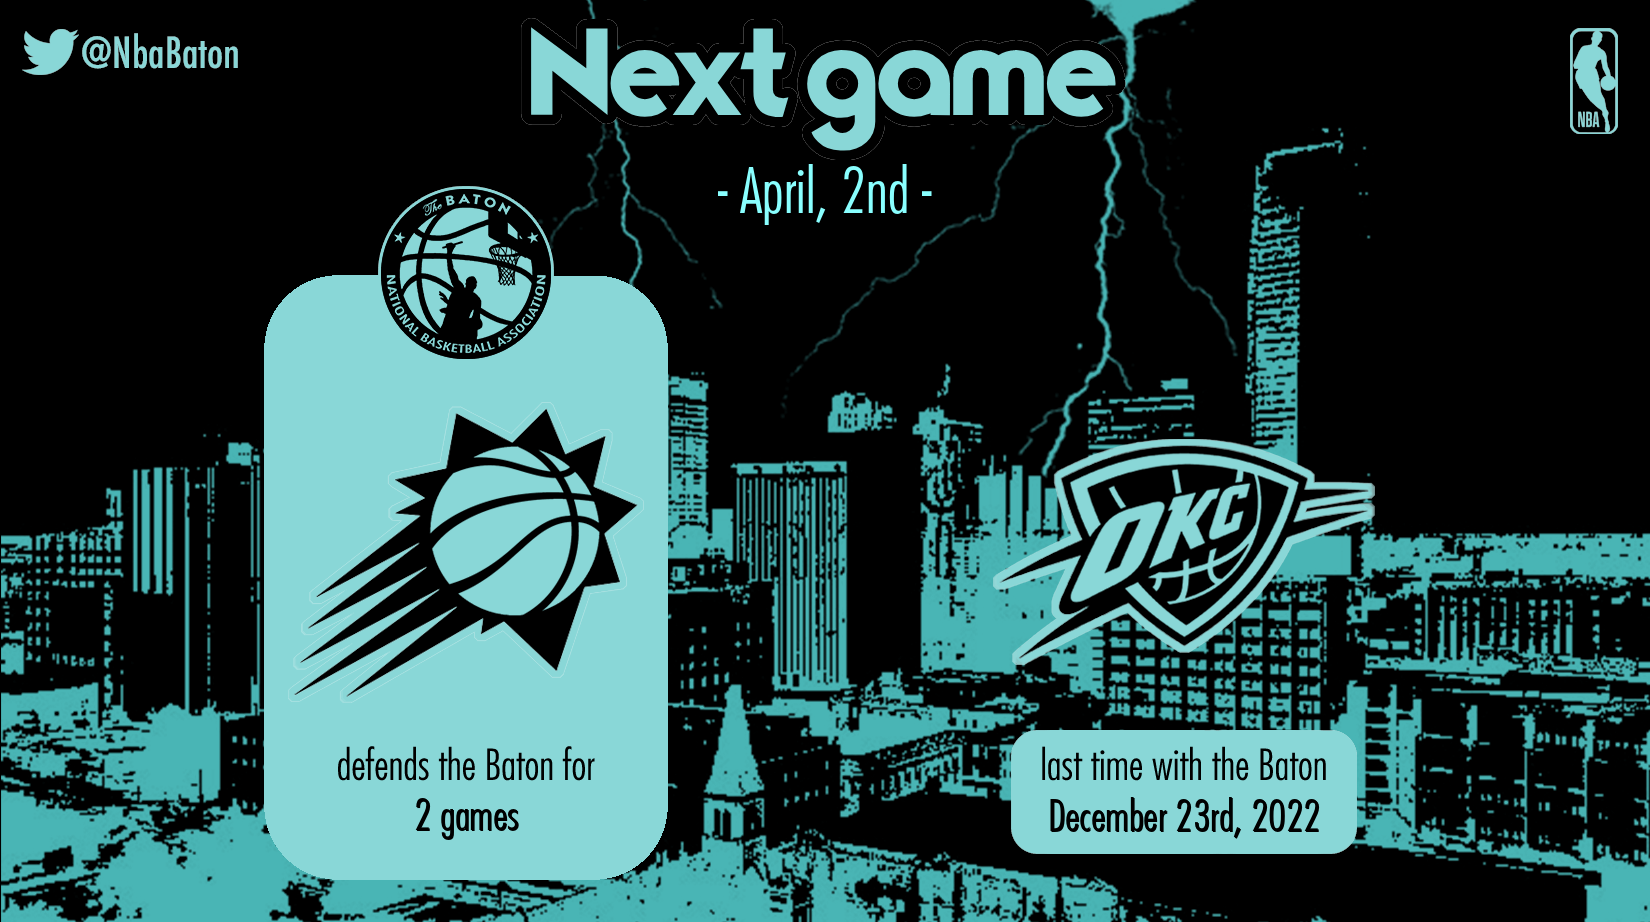 @NbaBaton
Next game
NBA
- April, 2nd -
The BATON
NATIONAL BASKETBALL ASSOCIATION
OKC
defends the Baton for
2 games
last time with the Baton
December 23rd, 2022